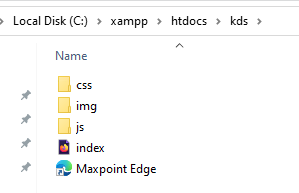 Local Disk (C:) > xampp > htdocs > kds >
Name
css
img
js
index
Maxpoint Edge